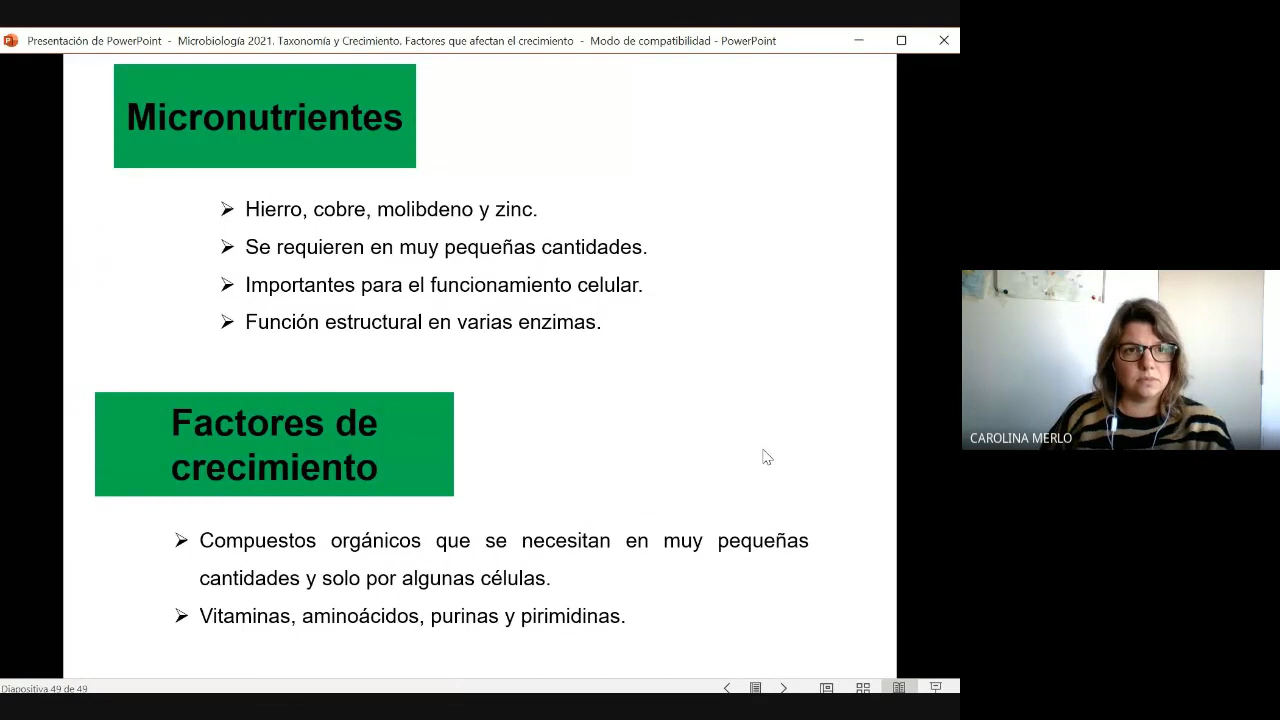 Presentación de PowerPoint - Microbiología 2021. Taxonomía y Crecimiento. Factores que afectan el crecimiento - Modo de compatibilidad - PowerPoint
Micronutrientes
Hierro, cobre, molibdeno y zinc.
Se requieren en muy pequeñas cantidades.
Importantes para el funcionamiento celular.
Función estructural en varias enzimas.
Factores de
crecimiento
Compuestos orgánicos que se necesitan en muy pequeñas
cantidades y solo por algunas células.
Vitaminas, aminoácidos, purinas y pirimidinas.
CAROLINA MERLO
Diapositiva 49 de 49